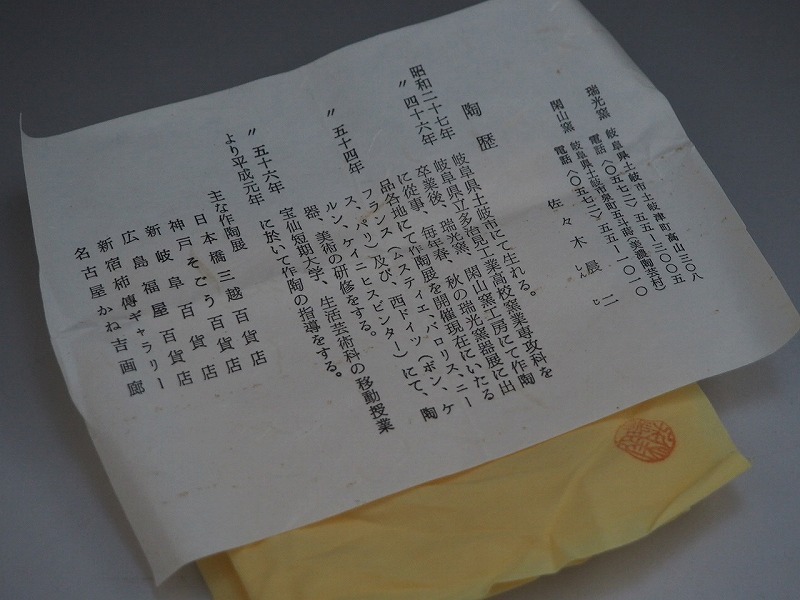 瑞光窯 岐阜県土岐市土岐津町高山三〇八
電話(〇五七二)五五―三〇〇五
閑山窯 岐阜県土岐市泉町五斗蒔(美濃陶芸村)
電話(〇五七二)五五―一〇一〇
佐々木晨二
しんじ
陶歴
昭和二十七年 岐阜県土岐市にて生れる。
〃四十六年 岐阜県立多治見工業高校窯業専攻科を
卒業後、瑞光窯、閑山窯工房にて作陶
に従事、毎年春、秋の瑞光窯器展に出
品各地にて作陶展を開催現在にいたる
〃五十四年 フランス(ムスティエ、バロリス、ニー
ス、パリ)及び、西ドイツ(ボン、ケ
ルン、ケイニヒスビンター)にて、陶
器、美術の研修をする。
〃五十六年 宝仙短期大学、生活芸術科の移動授業
より平成元年 に於いて作陶の指導をする。
主な作陶展
日本橋三越百貨店
神戸そごう百貨店
新岐阜百貨店
広島福屋百貨店
新宿柿傳ギャラリー
名古屋かね吉画廊